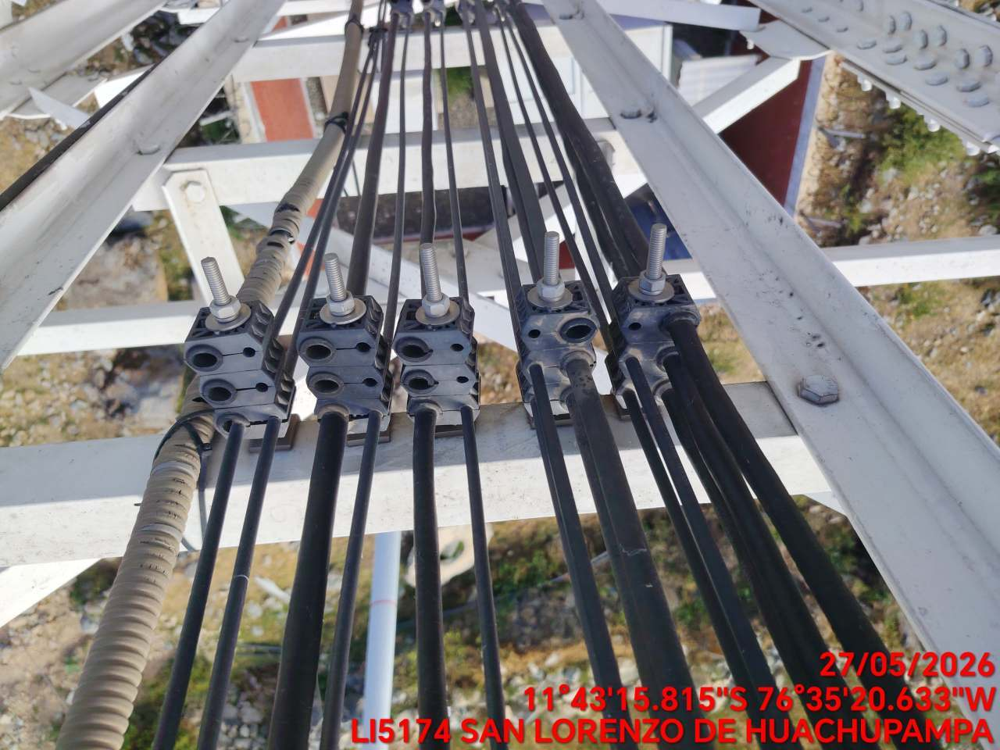 27/05/2026
11°43'15.815"S 76°35'20.633"W
LI5174 SAN LORENZO DE HUACHUPAMPA